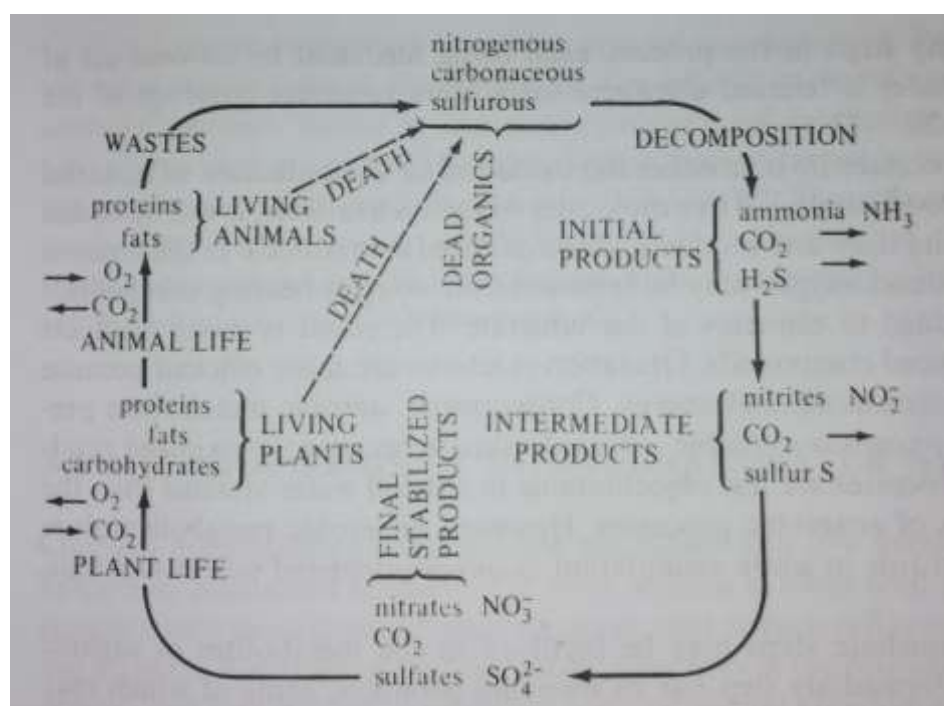 nitrogenous
carbonaceous
sulfurous
WASTES
DECOMPOSITION
DEATH
proteins
fats
LIVING
ANIMALS
DEATH
DEAD
ORGANICS
INITIAL
PRODUCTS
ammonia NH₃
CO₂
H₂S
O₂
CO₂
ANIMAL LIFE
proteins
fats
carbohydrates
LIVING
PLANTS
INTERMEDIATE
PRODUCTS
nitrites NO₂⁻
CO₂
sulfur S
O₂
CO₂
PLANT LIFE
FINAL
STABILIZED
PRODUCTS
nitrates NO₃⁻
CO₂
sulfates SO₄²⁻